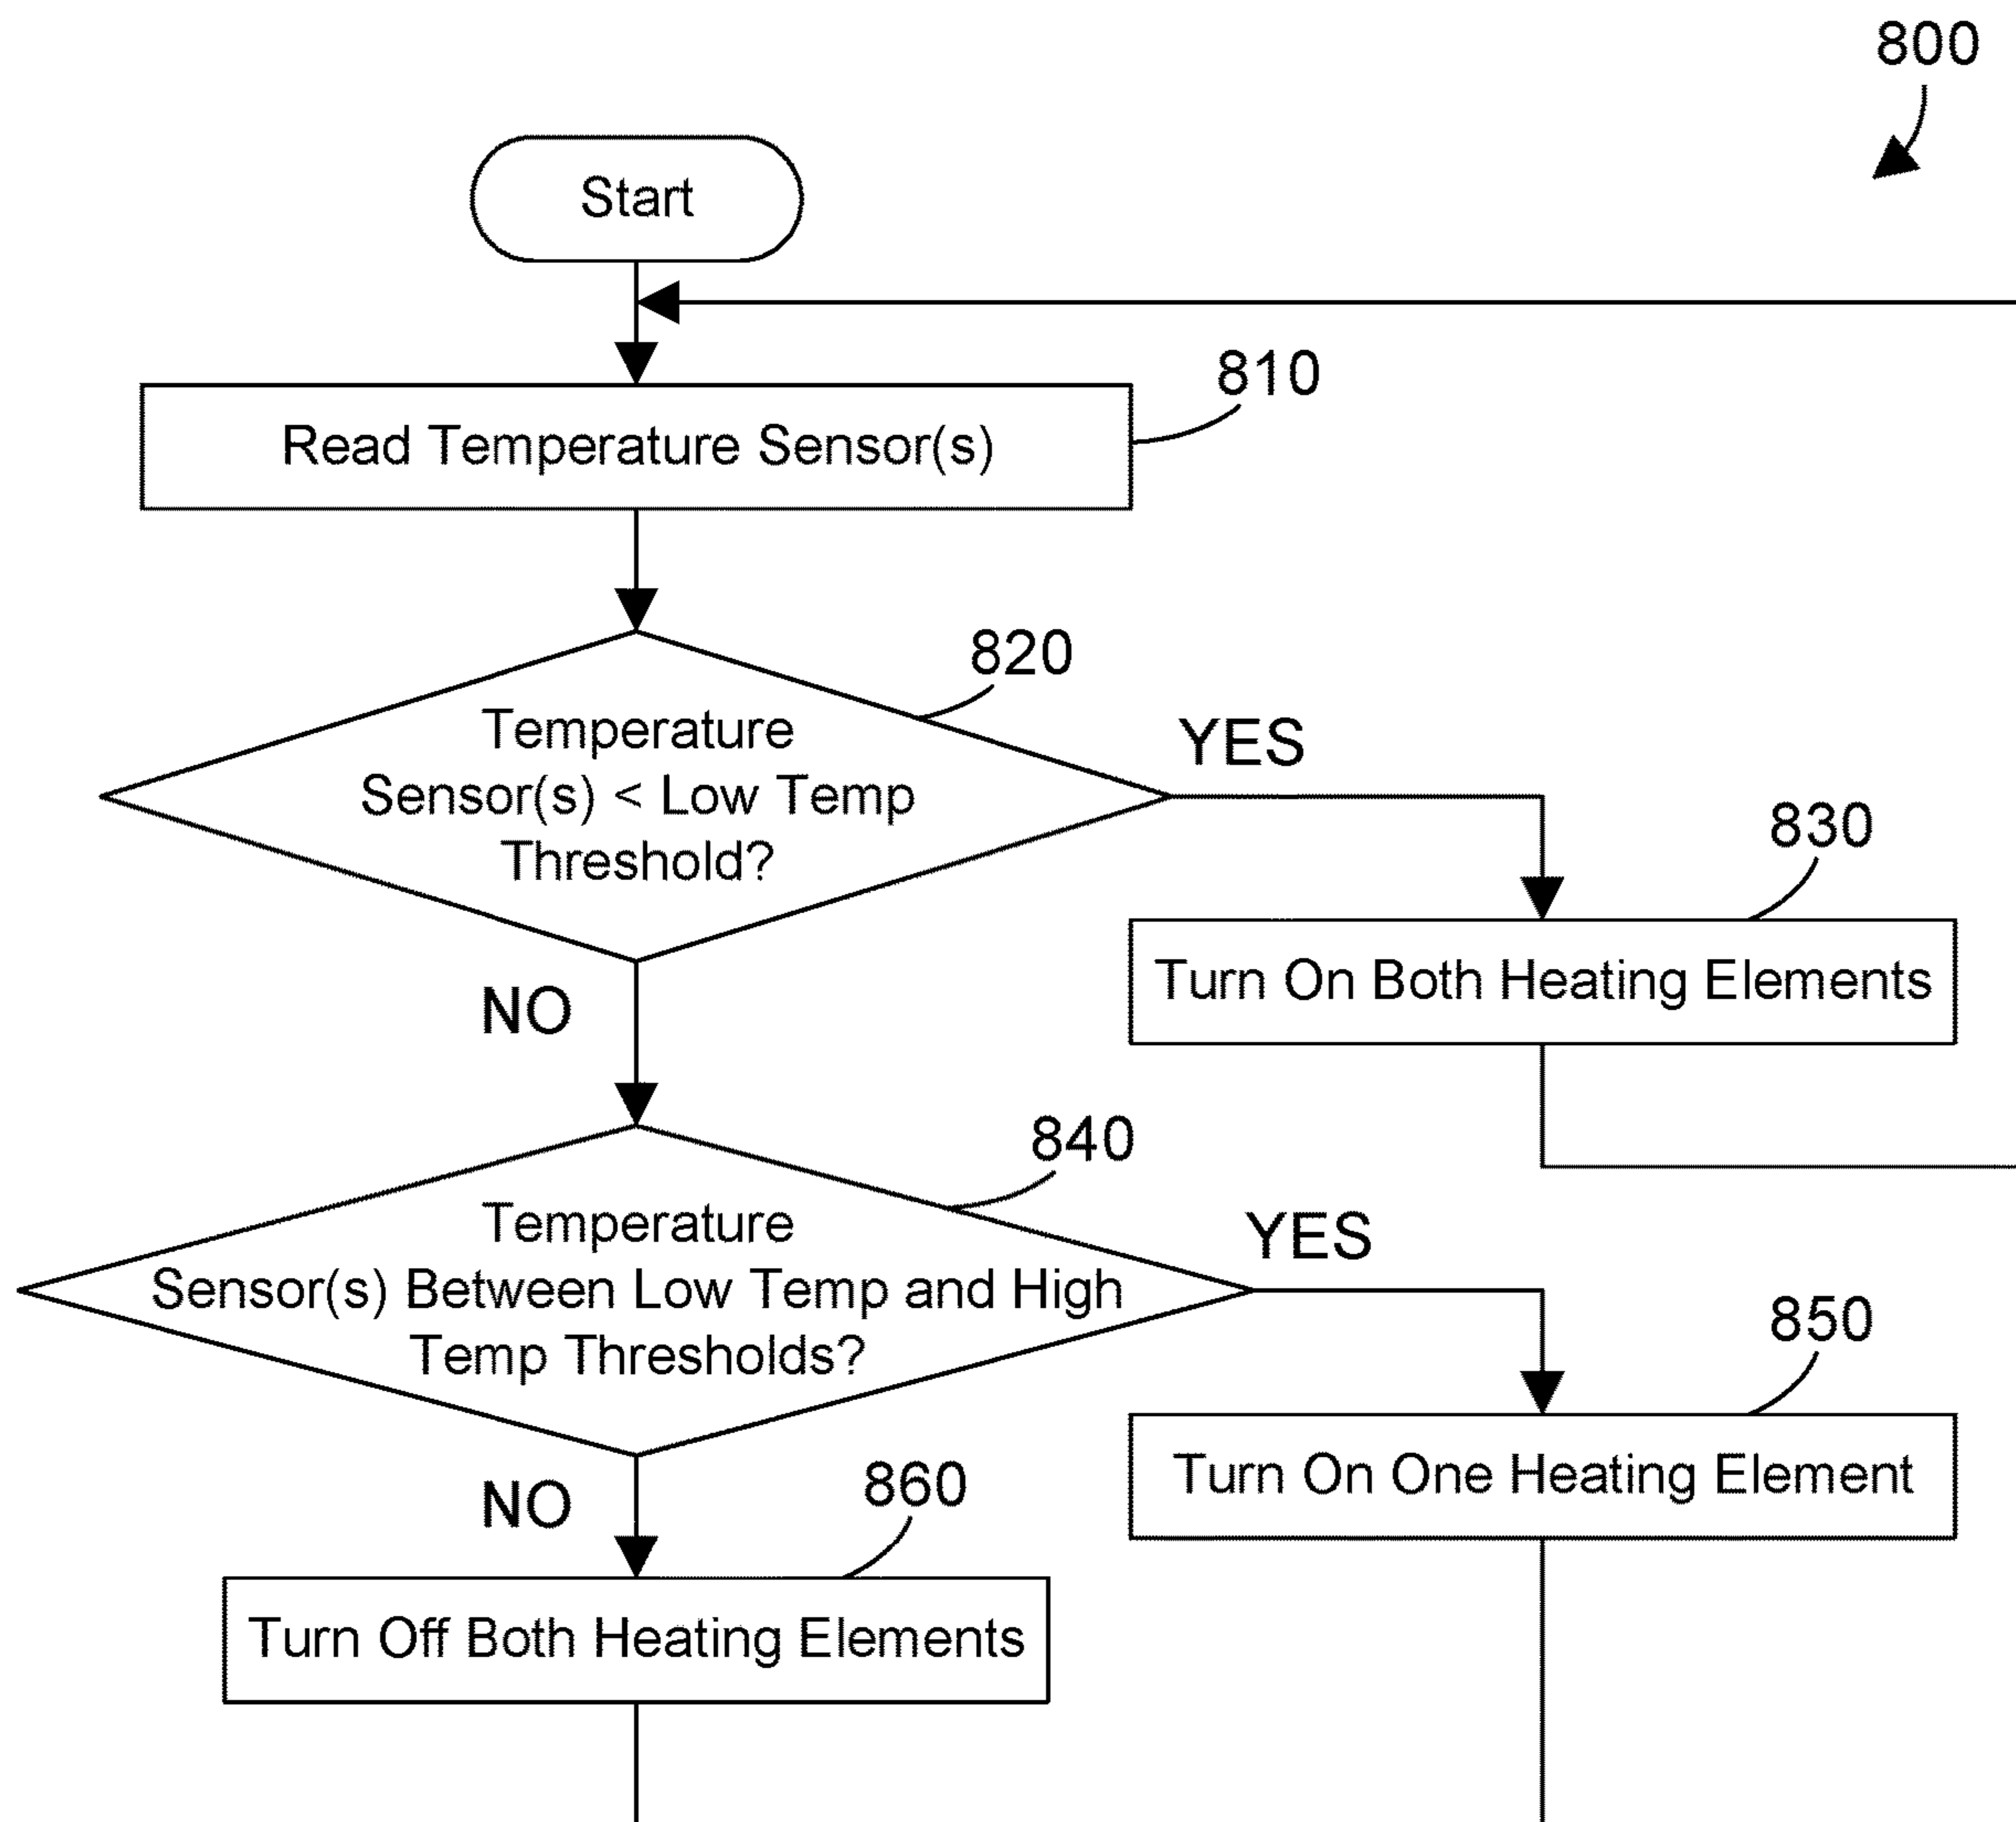 800
Start
810
Read Temperature Sensor(s)
820
Temperature
Sensor(s) < Low Temp
Threshold?
YES
830
Turn On Both Heating Elements
NO
840
Temperature
Sensor(s) Between Low Temp and High
Temp Thresholds?
YES
850
Turn On One Heating Element
NO
860
Turn Off Both Heating Elements